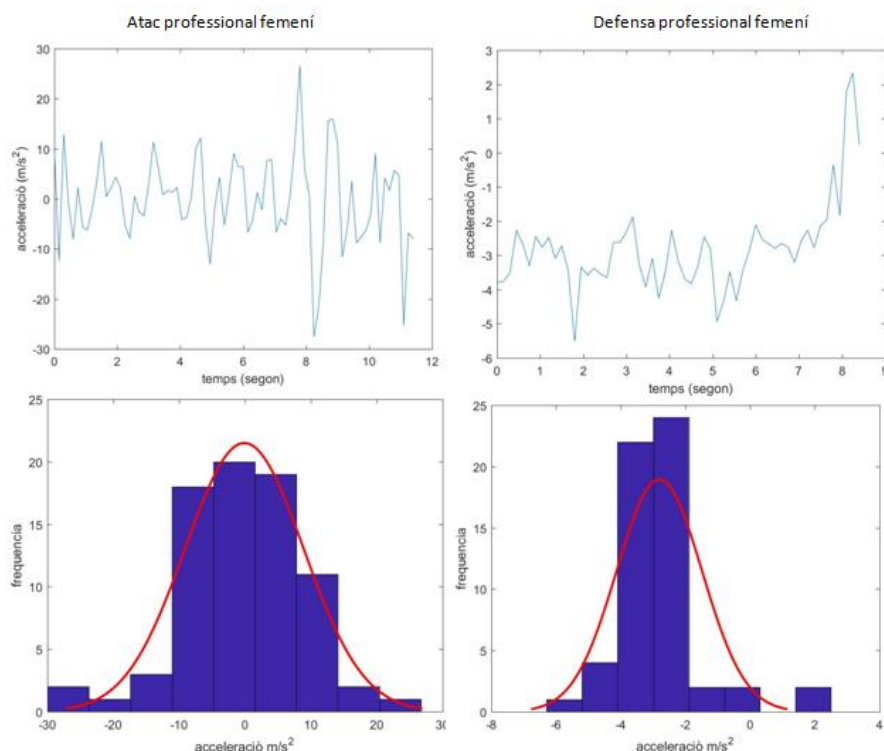 Atac professional femení
Defensa professional femení
30
20
10
0
-10
-20
-30
acceleració (m/s²)
0 2 4 6 8 10 12
temps (segon)
3
2
1
0
-1
-2
-3
-4
-5
-6
acceleració (m/s²)
0 1 2 3 4 5 6 7 8 9
temps (segon)
25
20
15
10
5
0
frequencia
-30 -20 -10 0 10 20 30
acceleració m/s²
25
20
15
10
5
0
frequencia
-8 -6 -4 -2 0 2 4
acceleració m/s²